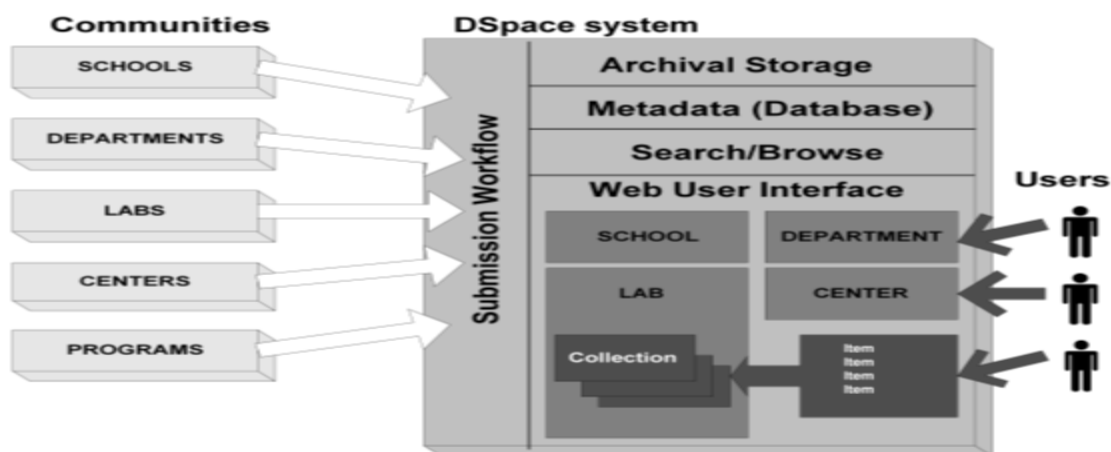 Communities
SCHOOLS
DEPARTMENTS
LABS
CENTERS
PROGRAMS
DSpace system
Submission Workflow
Archival Storage
Metadata (Database)
Search/Browse
Web User Interface
SCHOOL
DEPARTMENT
LAB
CENTER
Collection
Item
Item
Item
Item
Users